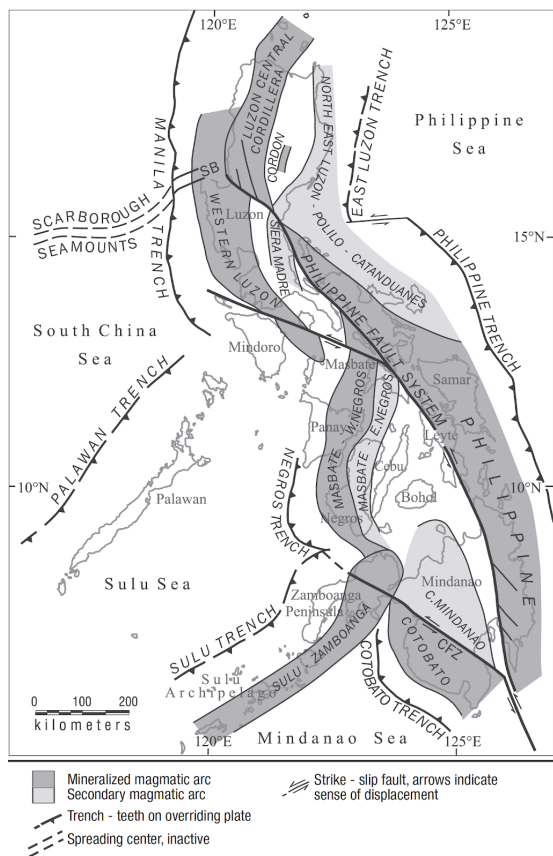 120°E
125°E
LUZON CENTRAL
CORDILLERA
NORTH EAST
LUZON - POLILO - CATANDUANES
EAST LUZON TRENCH
Philippine
Sea
MANILA TRENCH
CORDON
SB
SCARBOROUGH
SEAMOUNTS
Luzon
WESTERN LUZON
SIERA MADRE
15°N
PHILIPPINE TRENCH
PHILIPPINE FAULT SYSTEM
South China
Sea
Mindoro
Masbate
Samar
PALAWAN TRENCH
Panay
MASBATE W.NEGROS
MASBATE E.NEGROS
Leyte
PHILIPPINE
Cebu
10°N
10°N
Palawan
NEGROS TRENCH
Negros
Bohol
Sulu Sea
Mindanao
C.MINDANAO
Zamboanga
Peninsula
SULU ZAMBOANGA
SULU TRENCH
CFZ
COTOBATO
COTOBATO TRENCH
Sulu
Archipelago
0 100 200
kilometers
120°E
125°E
Mindanao Sea
Mineralized magmatic arc
Secondary magmatic arc
Trench - teeth on overriding plate
Spreading center, inactive
Strike - slip fault, arrows indicate
sense of displacement